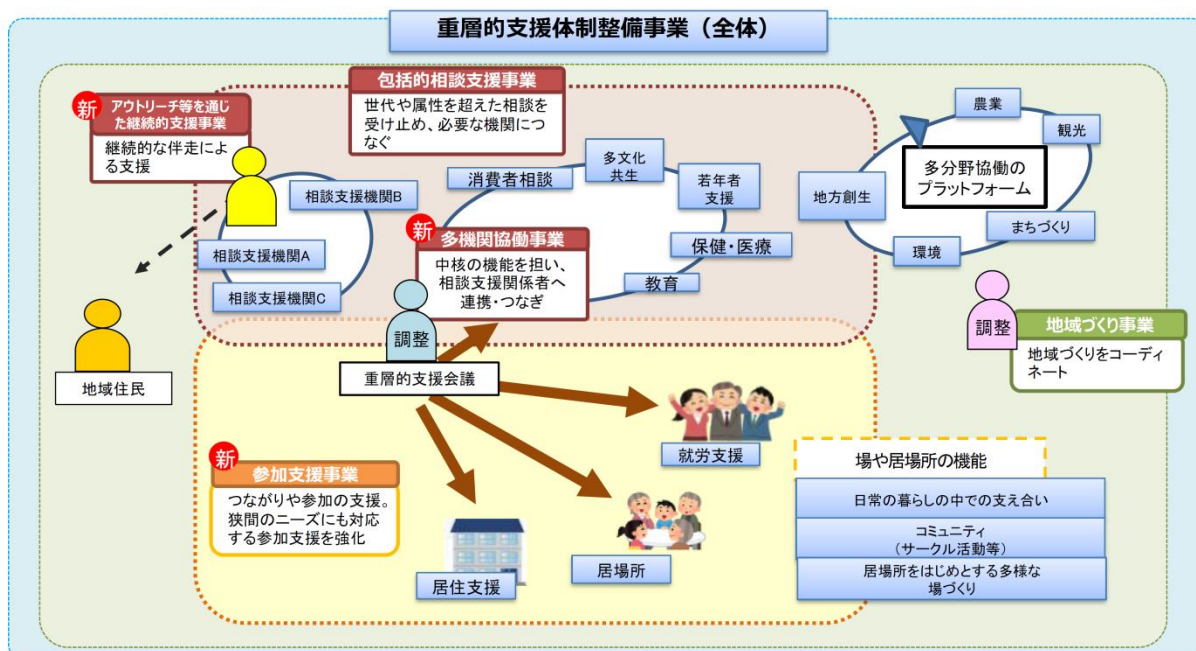 重層的支援体制整備事業（全体）
包括的相談支援事業
世代や属性を超えた相談を
受け止め、必要な機関につ
なぐ
新
アウトリーチ等を通じ
た継続的支援事業
継続的な伴走によ
る支援
相談支援機関B
相談支援機関A
相談支援機関C
地域住民
消費者相談
多文化
共生
若年者
支援
保健・医療
教育
新
多機関協働事業
中核の機能を担い、
相談支援関係者へ
連携・つなぎ
調整
重層的支援会議
農業
観光
多分野協働の
プラットフォーム
地方創生
まちづくり
環境
調整
地域づくり事業
地域づくりをコーディ
ネート
新
参加支援事業
つながりや参加の支援。
狭間のニーズにも対応
する参加支援を強化
就労支援
居場所
居住支援
場や居場所の機能
日常の暮らしの中での支え合い
コミュニティ
（サークル活動等）
居場所をはじめとする多様な
場づくり